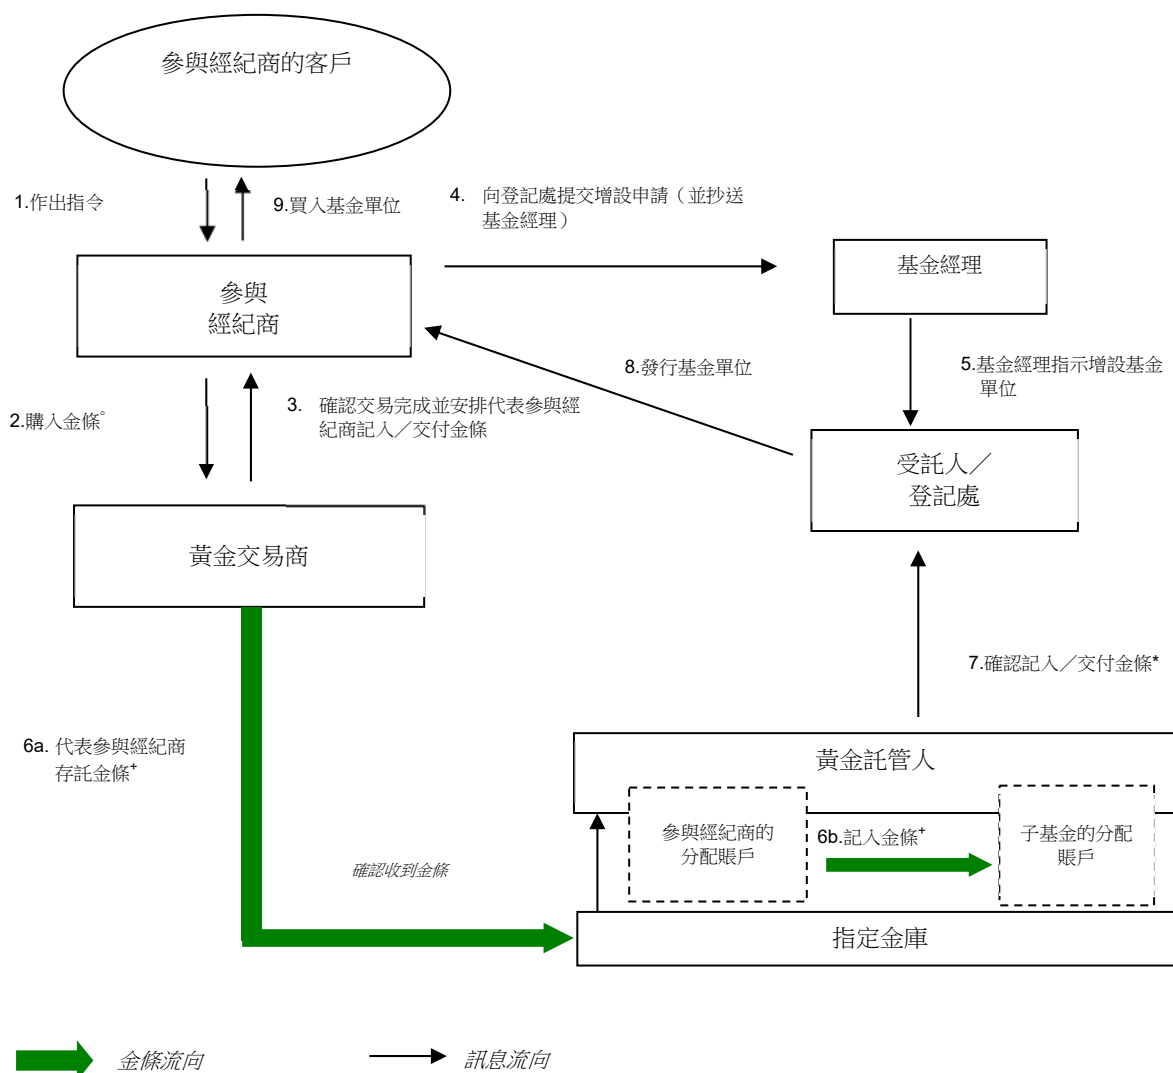 參與經紀商的客戶
1.作出指令
9.買入基金單位
4. 向登記處提交增設申請（並抄送
基金經理）
參與
經紀商
基金經理
8.發行基金單位
5.基金經理指示增設基金
單位
2.購入金條°
3. 確認交易完成並安排代表參與經
紀商記入／交付金條
受託人／
登記處
黃金交易商
7.確認記入／交付金條*
6a. 代表參與經紀商
存託金條+
黃金託管人
參與經紀商的
分配賬戶
6b.記入金條+
子基金的分配
賬戶
確認收到金條
指定金庫
金條流向
訊息流向